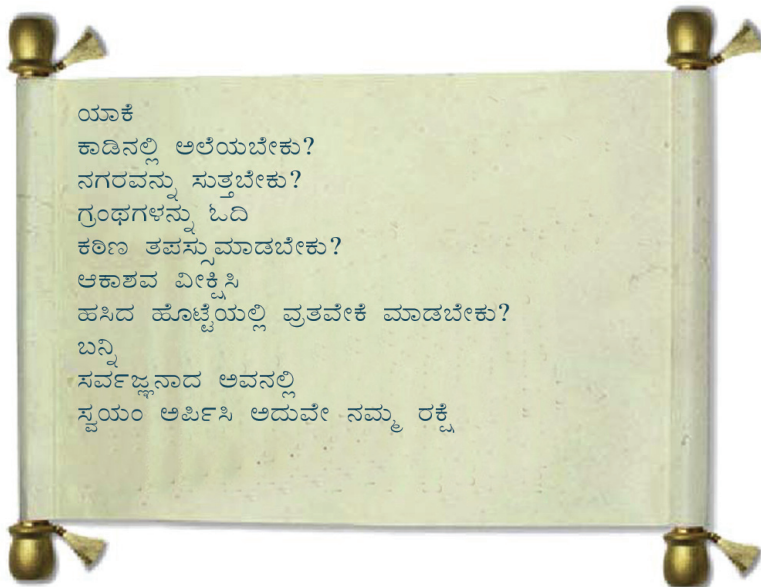 ಯಾಕೆ
ಕಾಡಿನಲ್ಲಿ ಅಲೆಯಬೇಕು?
ನಗರವನ್ನು ಸುತ್ತಬೇಕು?
ಗ್ರಂಥಗಳನ್ನು ಓದಿ
ಕಠಿಣ ತಪಸ್ಸುಮಾಡಬೇಕು?
ಆಕಾಶವ ವೀಕ್ಷಿಸಿ
ಹಸಿದ ಹೊಟ್ಟೆಯಲ್ಲಿ ವ್ರತವೇಕೆ ಮಾಡಬೇಕು?
ಬನ್ನಿ
ಸರ್ವಜ್ಞನಾದ ಅವನಲ್ಲಿ
ಸ್ವಯಂ ಅರ್ಪಿಸಿ ಅದುವೇ ನಮ್ಮ ರಕ್ಷೆ